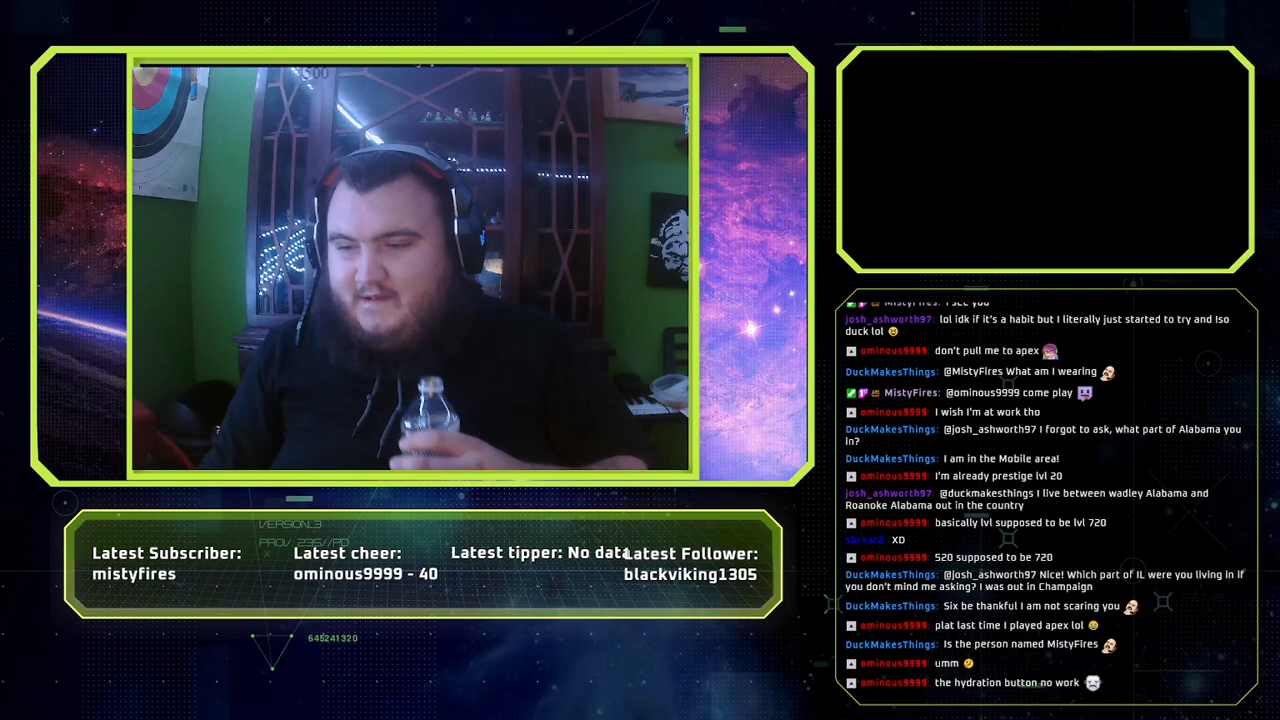 500
MistyFires: I see you
josh_ashworth97: lol idk if it's a habit but I literally just started to try and !so
duck lol
ominous9999: don't pull me to apex
DuckMakesThings: @MistyFires What am I wearing
MistyFires: @ominous9999 come play
ominous9999: I wish I'm at work tho
DuckMakesThings: @josh_ashworth97 I forgot to ask, what part of Alabama you
in?
DuckMakesThings: I am in the Mobile area!
ominous9999: I'm already prestige lvl 20
josh_ashworth97: @duckmakesthings I live between wadley Alabama and
Roanoke Alabama out in the country
ominous9999: basically lvl supposed to be lvl 720
XD
ominous9999: 520 supposed to be 720
DuckMakesThings: @josh_ashworth97 Nice! Which part of IL were you living in if
you don't mind me asking? I was out in Champaign
DuckMakesThings: Six be thankful I am not scaring you
ominous9999: plat last time I played apex lol
DuckMakesThings: Is the person named MistyFires
ominous9999: umm
ominous9999: the hydration button no work
VERSION1.3
Latest Subscriber:
mistyfires
Latest cheer:
ominous9999 - 40
Latest tipper: No data
Latest Follower:
blackviking1305
645241320